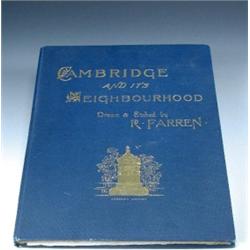 CAMBRIDGE
AND ITS
NEIGHBOURHOOD
Drawn & Etched by
R. FARREN.